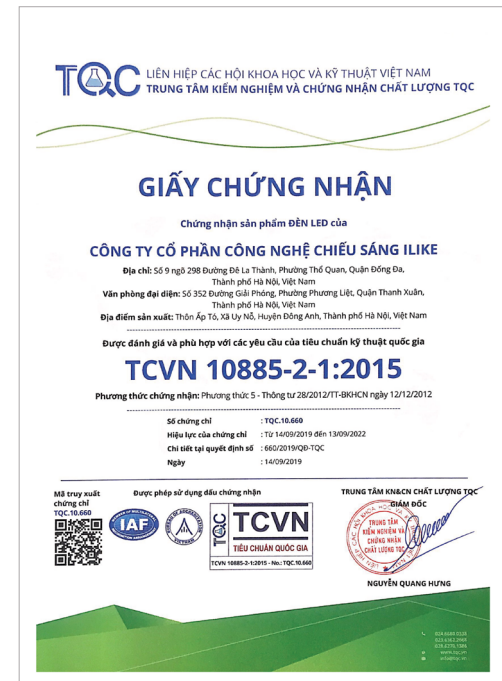 TQC
LIÊN HIỆP CÁC HỘI KHOA HỌC VÀ KỸ THUẬT VIỆT NAM
TRUNG TÂM KIỂM NGHIỆM VÀ CHỨNG NHẬN CHẤT LƯỢNG TQC
GIẤY CHỨNG NHẬN
Chứng nhận sản phẩm ĐÈN LED của
CÔNG TY CỔ PHẦN CÔNG NGHỆ CHIẾU SÁNG ILIKE
Địa chỉ: Số 9 ngõ 298 Đường Đê La Thành, Phường Thổ Quan, Quận Đống Đa,
Thành phố Hà Nội, Việt Nam
Văn phòng đại diện: Số 352 Đường Giải Phóng, Phường Phương Liệt, Quận Thanh Xuân,
Thành phố Hà Nội, Việt Nam
Địa điểm sản xuất: Thôn Ấp Tó, Xã Uy Nỗ, Huyện Đông Anh, Thành phố Hà Nội, Việt Nam
Được đánh giá và phù hợp với các yêu cầu của tiêu chuẩn kỹ thuật quốc gia
TCVN 10885-2-1:2015
Phương thức chứng nhận: Phương thức 5 - Thông tư 28/2012/TT-BKHCN ngày 12/12/2012
Số chứng chỉ : TQC.10.660
Hiệu lực của chứng chỉ : Từ 14/09/2019 đến 13/09/2022
Chi tiết tại quyết định số : 660/2019/QĐ-TQC
Ngày : 14/09/2019
Mã truy xuất
chứng chỉ
TQC.10.660
Được phép sử dụng dấu chứng nhận
IAF
VIETNAM
TQC
TCVN
TIÊU CHUẨN QUỐC GIA
TCVN 10885-2-1:2015 - No.: TQC.10.660
TRUNG TÂM KN&CN CHẤT LƯỢNG TQC
GIÁM ĐỐC
TRUNG TÂM
KIỂM NGHIỆM VÀ
CHỨNG NHẬN
CHẤT LƯỢNG TQC
NGUYỄN QUANG HƯNG